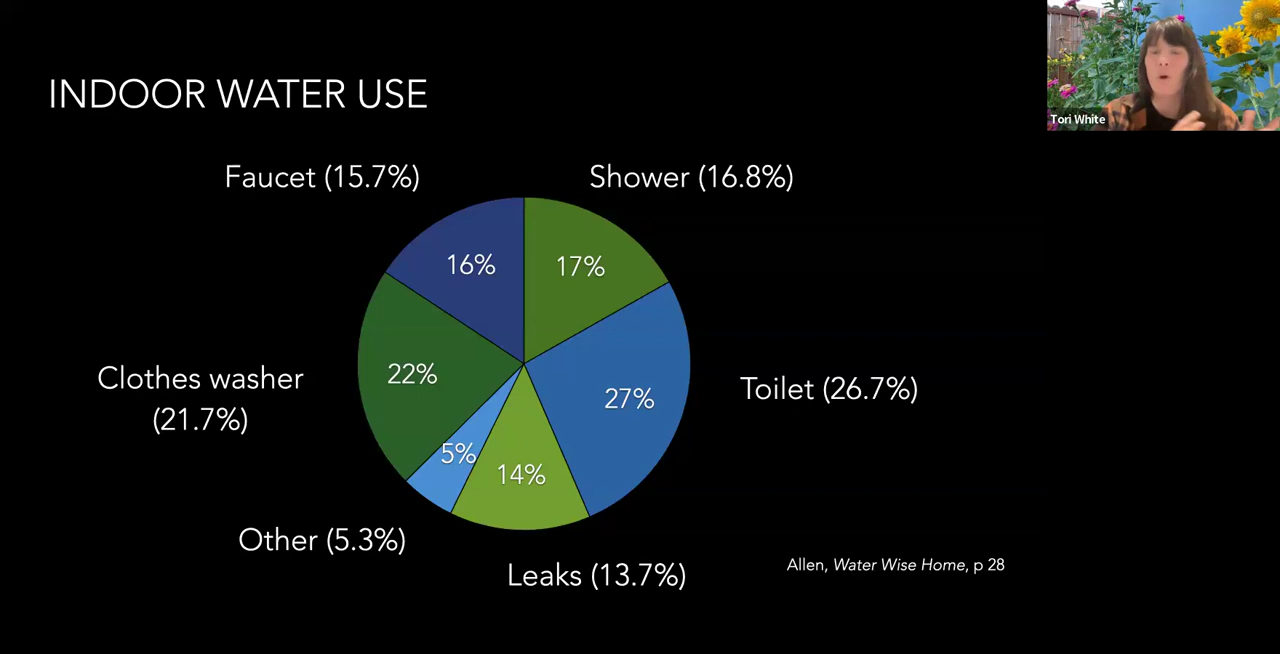 INDOOR WATER USE
Tori White
Faucet (15.7%)
Shower (16.8%)
16%
17%
Clothes washer
(21.7%)
22%
27%
Toilet (26.7%)
5%
14%
Other (5.3%)
Leaks (13.7%)
Allen, Water Wise Home, p 28